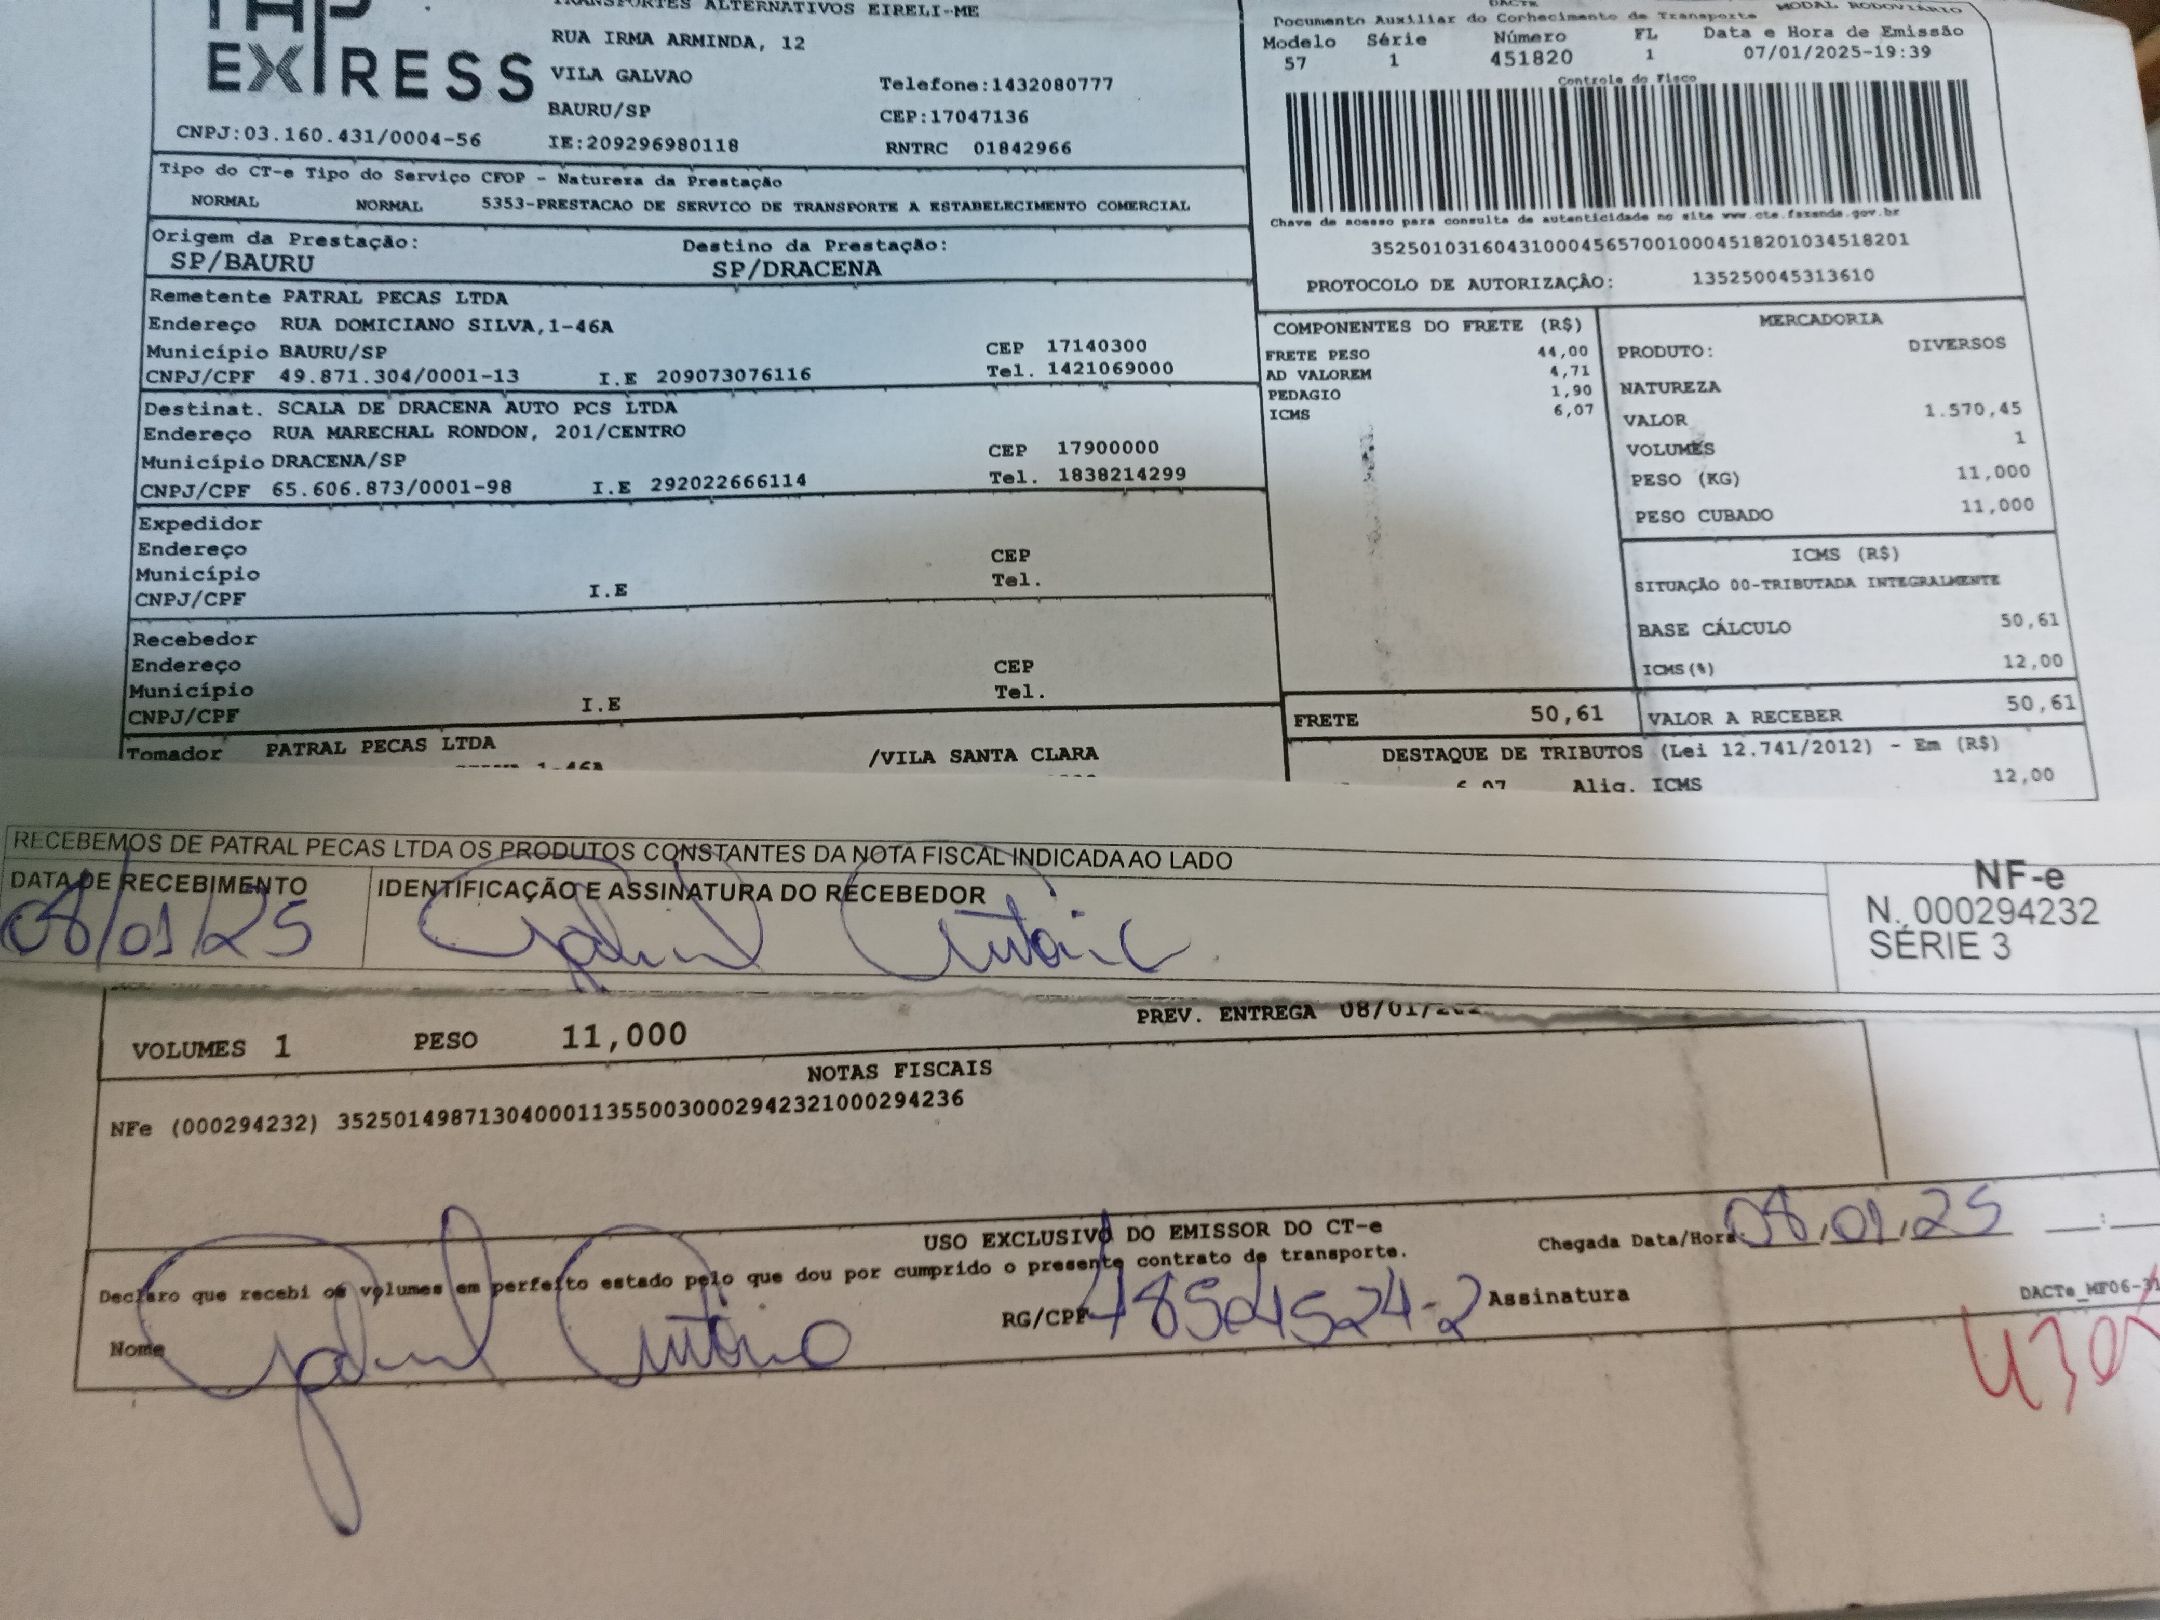 EXPRESS
TRANSPORTES ALTERNATIVOS EIRELI-ME
RUA IRMA ARMINDA, 12
VILA GALVAO
Telefone:1432080777
BAURU/SP
CEP:17047136
CNPJ:03.160.431/0004-56
IE:209296980118
RNTRC 01842966
DACTE
MODAL RODOVIÁRIO
Documento Auxiliar do Conhecimento de Transporte
Modelo Série Número FL Data e Hora de Emissão
57 1 451820 1 07/01/2025-19:39
Controle do Fisco
Chave de acesso para consulta de autenticidade no site www.cte.fazenda.gov.br
35250103160431000456570010004518201034518201
PROTOCOLO DE AUTORIZAÇÃO: 135250045313610
Tipo do CT-e Tipo do Serviço CFOP - Natureza da Prestação
NORMAL NORMAL 5353-PRESTACAO DE SERVICO DE TRANSPORTE A ESTABELECIMENTO COMERCIAL
Origem da Prestação: Destino da Prestação:
SP/BAURU SP/DRACENA
Remetente PATRAL PECAS LTDA
Endereço RUA DOMICIANO SILVA,1-46A
Município BAURU/SP CEP 17140300
CNPJ/CPF 49.871.304/0001-13 I.E 209073076116 Tel. 1421069000
Destinat. SCALA DE DRACENA AUTO PCS LTDA
Endereço RUA MARECHAL RONDON, 201/CENTRO
Município DRACENA/SP CEP 17900000
CNPJ/CPF 65.606.873/0001-98 I.E 292022666114 Tel. 1838214299
Expedidor
Endereço CEP
Município Tel.
CNPJ/CPF I.E
Recebedor
Endereço CEP
Município Tel.
CNPJ/CPF I.E
Tomador PATRAL PECAS LTDA /VILA SANTA CLARA
1-46A
COMPONENTES DO FRETE (R$)
FRETE PESO 44,00
AD VALOREM 4,71
PEDAGIO 1,90
ICMS 6,07
MERCADORIA
PRODUTO: DIVERSOS
NATUREZA
VALOR 1.570,45
VOLUMES 1
PESO (KG) 11,000
PESO CUBADO 11,000
ICMS (R$)
SITUAÇÃO 00-TRIBUTADA INTEGRALMENTE
BASE CÁLCULO 50,61
ICMS(%) 12,00
FRETE 50,61 VALOR A RECEBER 50,61
DESTAQUE DE TRIBUTOS (Lei 12.741/2012) - Em (R$)
6,07 Aliq. ICMS 12,00
RECEBEMOS DE PATRAL PECAS LTDA OS PRODUTOS CONSTANTES DA NOTA FISCAL INDICADA AO LADO
DATA DE RECEBIMENTO IDENTIFICAÇÃO E ASSINATURA DO RECEBEDOR
08/01/25
NF-e
N. 000294232
SÉRIE 3
PREV. ENTREGA 08/01/202
VOLUMES 1 PESO 11,000
NOTAS FISCAIS
NFe (000294232) 35250149871304000113550030002942321000294236
USO EXCLUSIVO DO EMISSOR DO CT-e
Declaro que recebi os volumes em perfeito estado pelo que dou por cumprido o presente contrato de transporte.
Chegada Data/Hora: 08,01,25 __:__
Nome RG/CPF Assinatura
DACTe_MF06-31